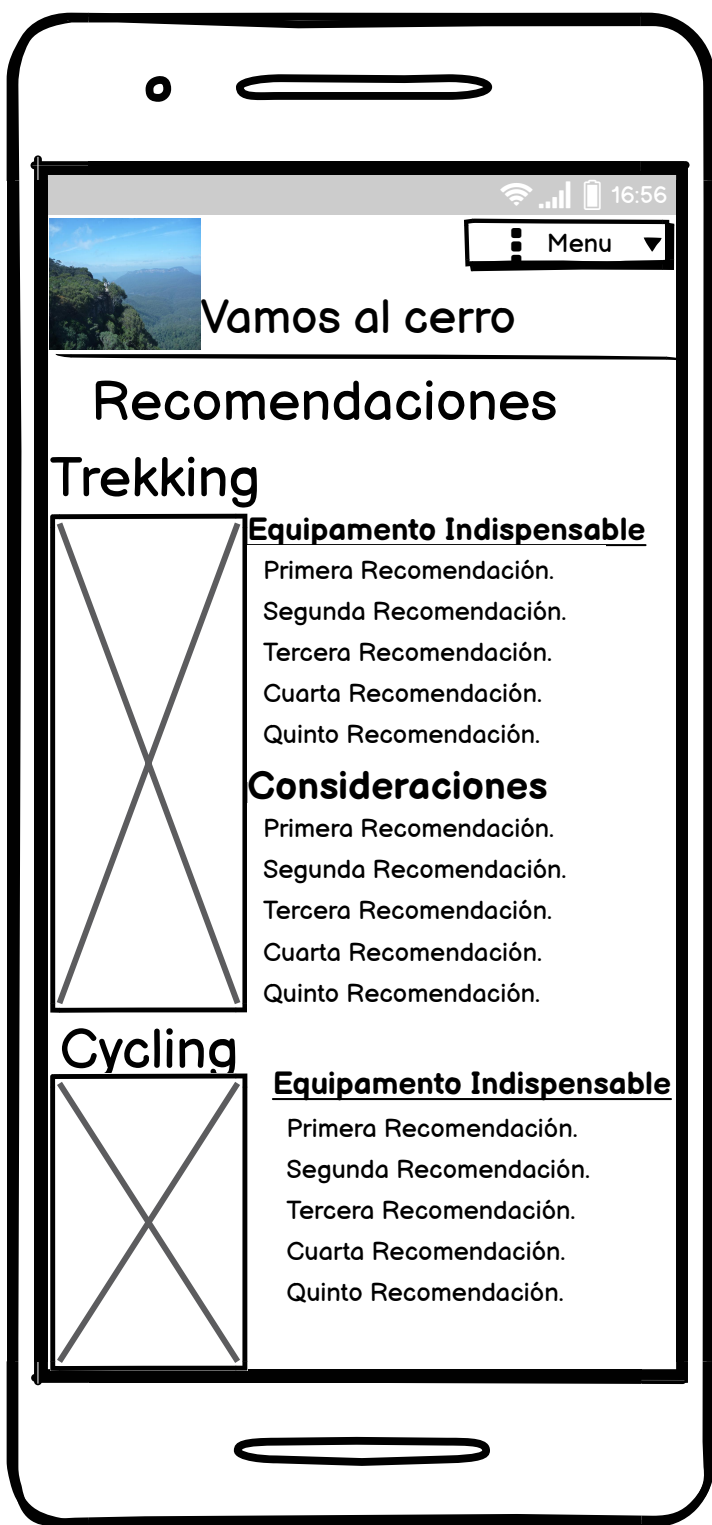 16:56
Menu
Vamos al cerro
Recomendaciones
Trekking
Equipamento Indispensable
Primera Recomendación.
Segunda Recomendación.
Tercera Recomendación.
Cuarta Recomendación.
Quinto Recomendación.
Consideraciones
Primera Recomendación.
Segunda Recomendación.
Tercera Recomendación.
Cuarta Recomendación.
Quinto Recomendación.
Cycling
Equipamento Indispensable
Primera Recomendación.
Segunda Recomendación.
Tercera Recomendación.
Cuarta Recomendación.
Quinto Recomendación.